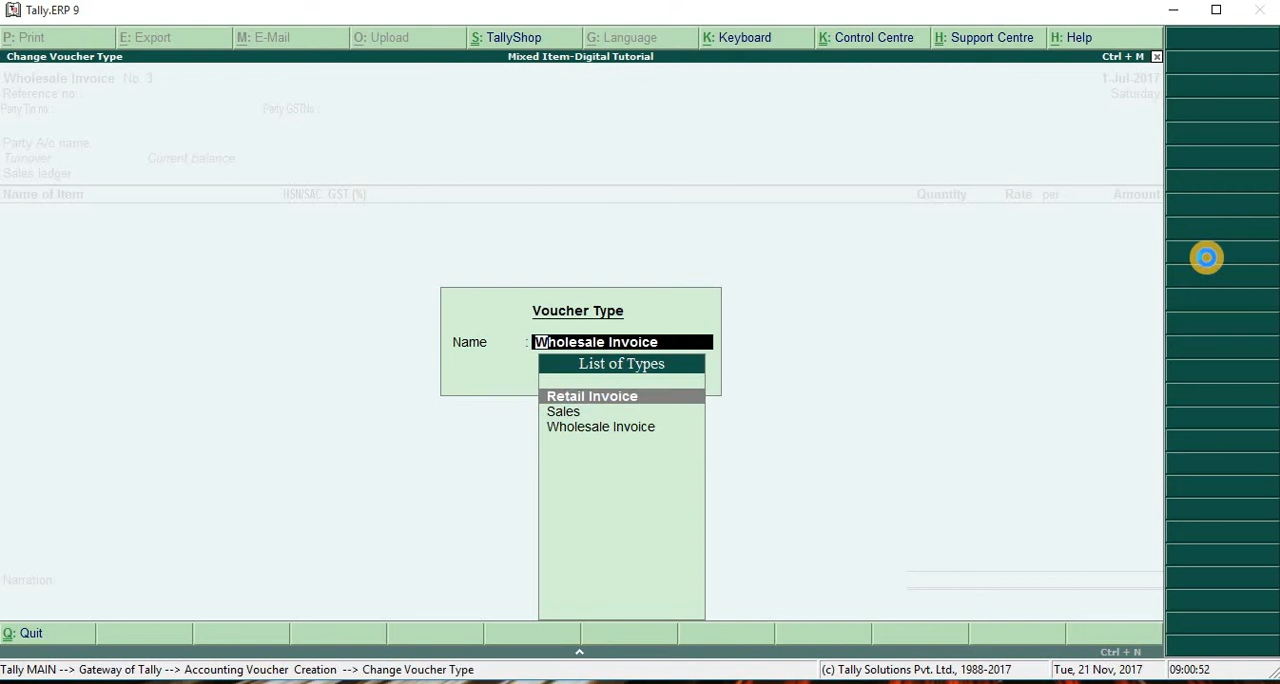 Tally.ERP 9
P: Print E: Export M: E-Mail O: Upload S: TallyShop G: Language K: Keyboard K: Control Centre H: Support Centre H: Help
Change Voucher Type Mixed Item-Digital Tutorial Ctrl + M
Wholesale Invoice No. 3 1-Jul-2017
Reference no : Saturday
Party Tin no : Party GSTNo :
Party A/c name
Turnover Current balance
Sales ledger
Name of Item HSN/SAC GST (%) Quantity Rate per Amount
Voucher Type
Name : Wholesale Invoice
List of Types
Retail Invoice
Sales
Wholesale Invoice
Narration
Q: Quit
Ctrl + N
Tally MAIN --> Gateway of Tally --> Accounting Voucher Creation --> Change Voucher Type (c) Tally Solutions Pvt. Ltd., 1988-2017 Tue, 21 Nov, 2017 09:00:52